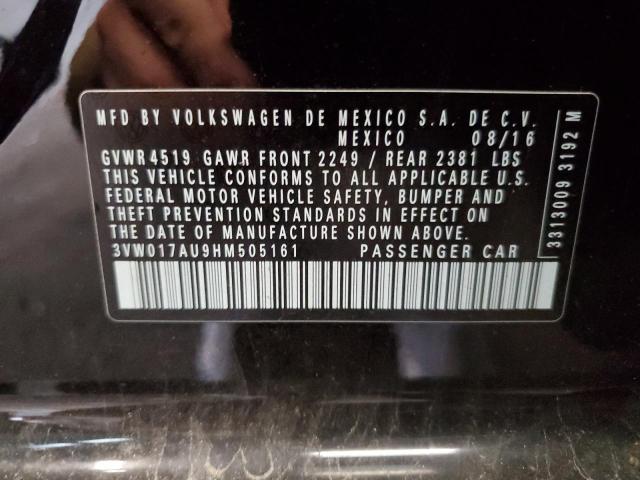 MFD BY VOLKSWAGEN DE MEXICO S.A. DE C.V.
MEXICO 08/16
GVWR 4519 GAWR FRONT 2249 / REAR 2381 LBS
THIS VEHICLE CONFORMS TO ALL APPLICABLE U.S.
FEDERAL MOTOR VEHICLE SAFETY, BUMPER AND
THEFT PREVENTION STANDARDS IN EFFECT ON
THE DATE OF MANUFACTURE SHOWN ABOVE.
3VW017AU9HM505161 PASSENGER CAR
3313009 3192 M